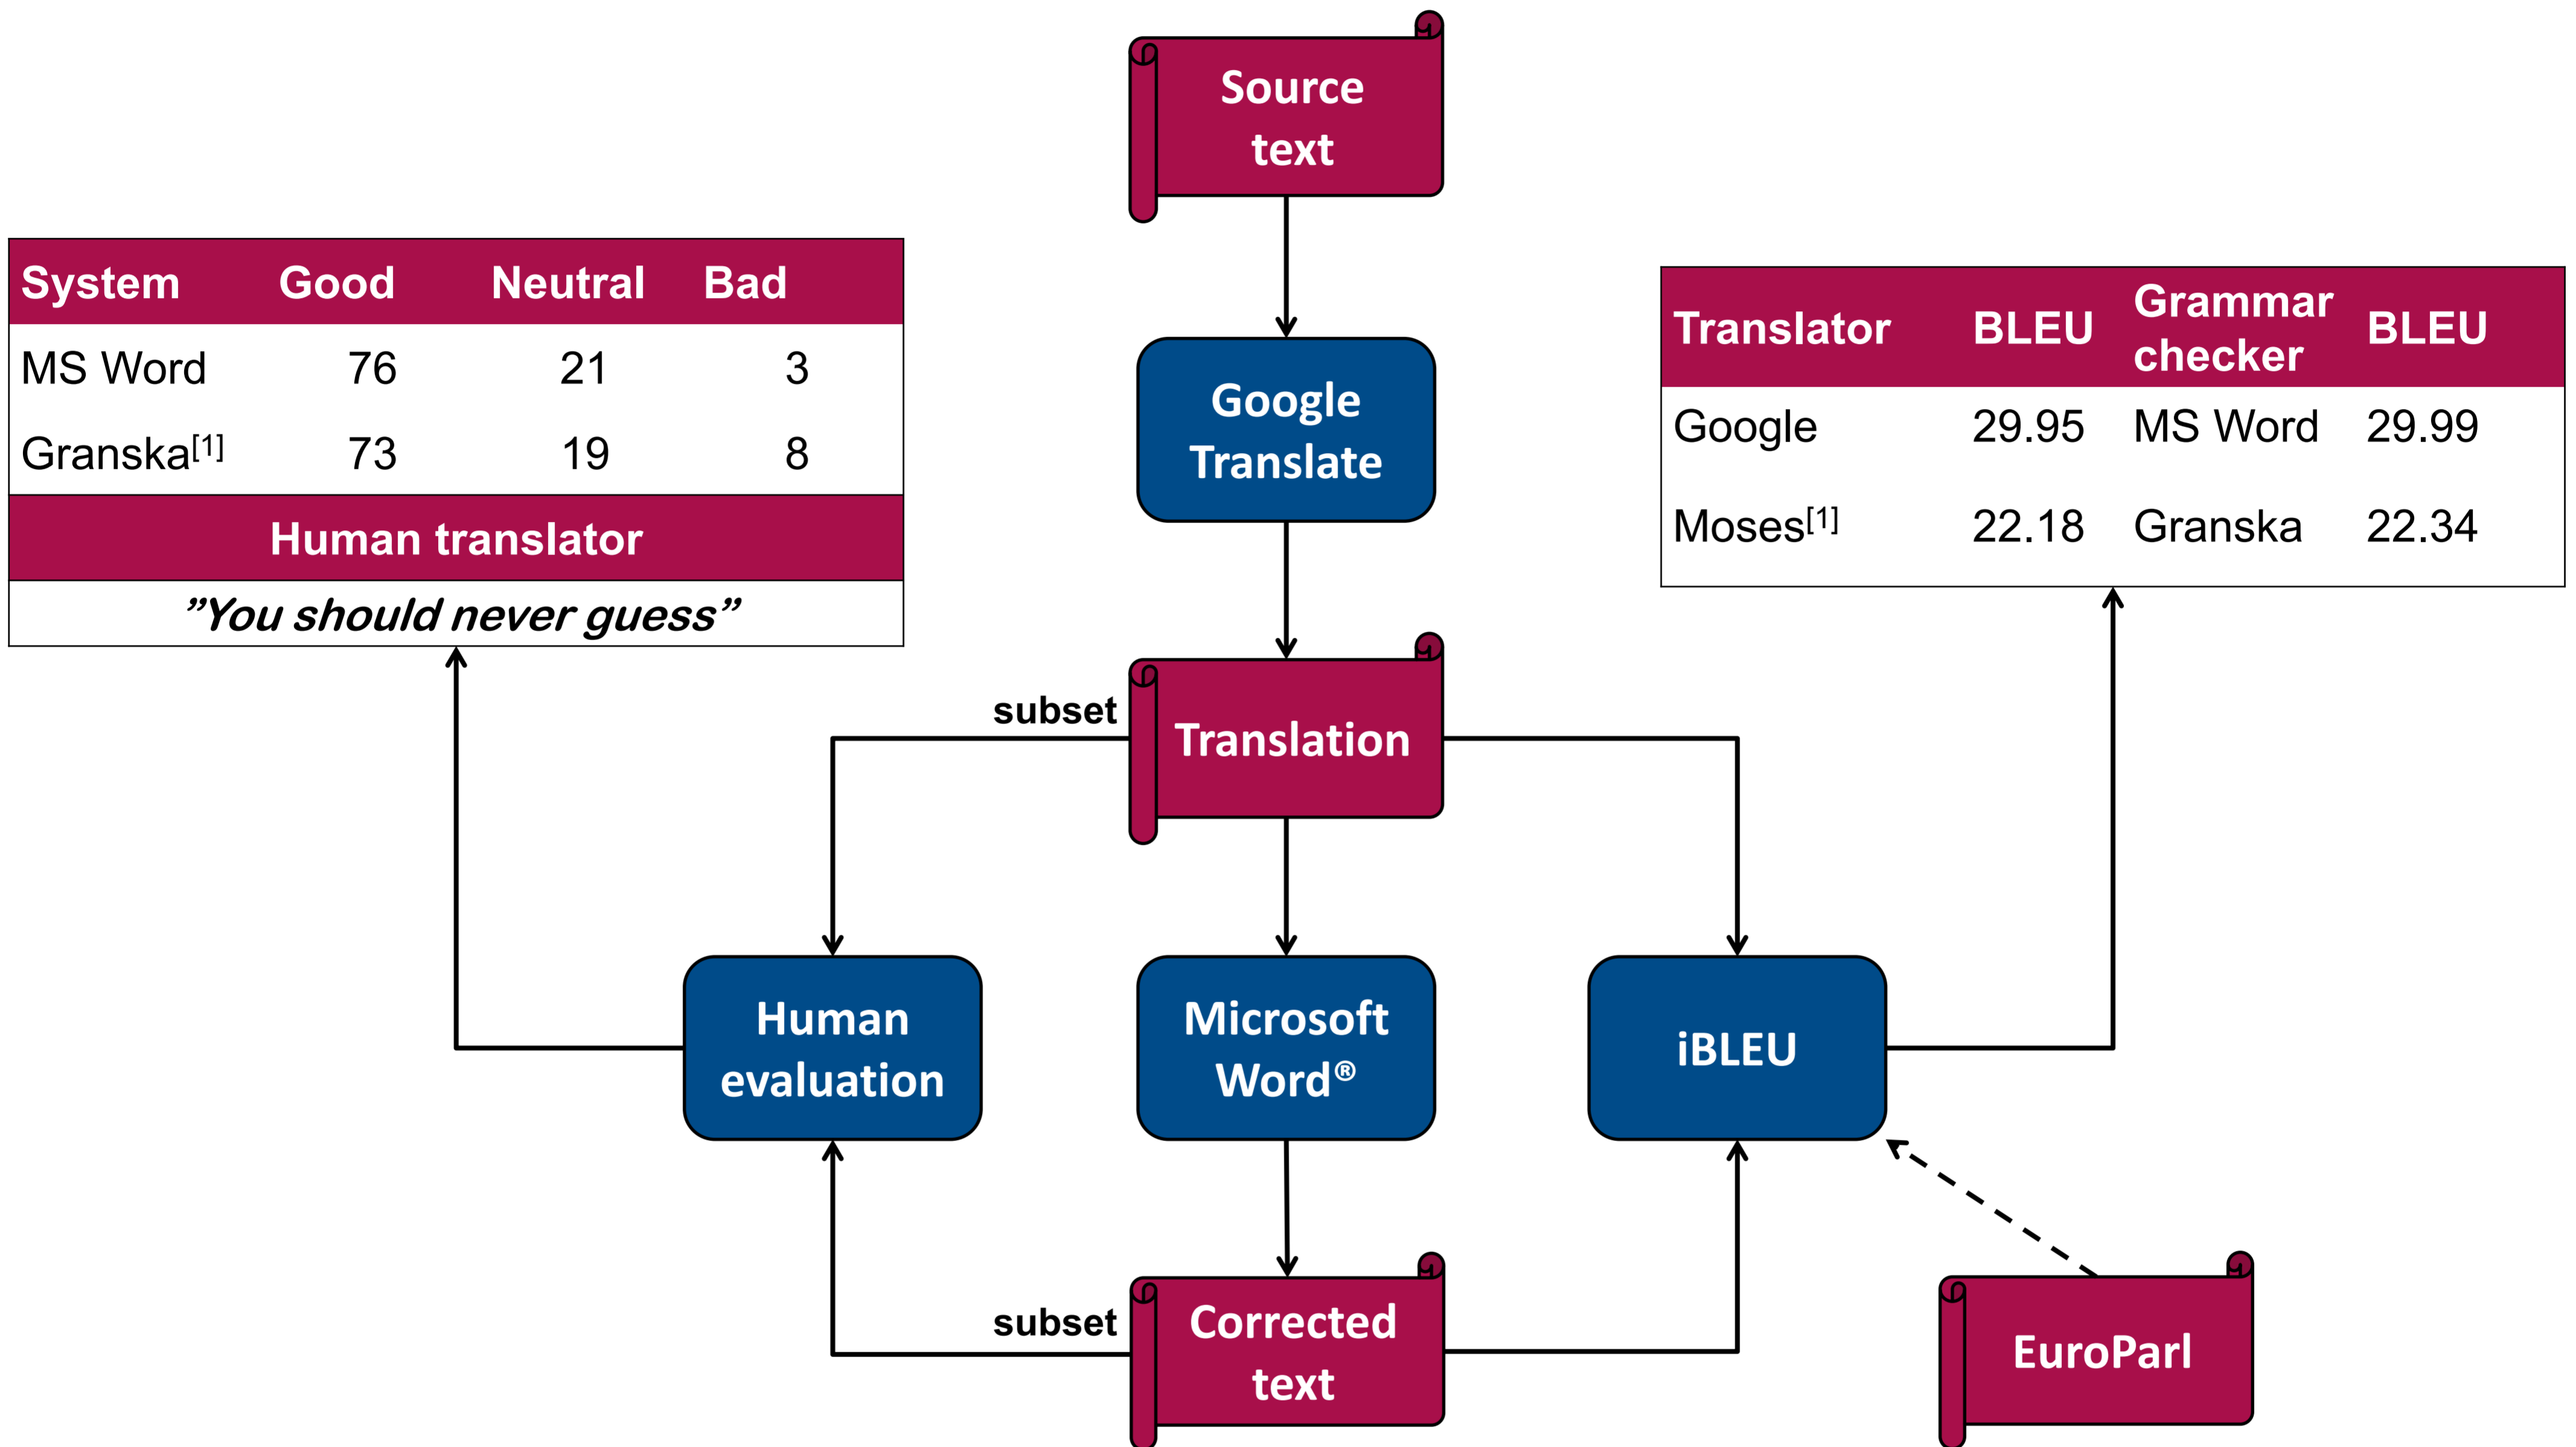 Source
text
System Good Neutral Bad
MS Word 76 21 3
Granska[1] 73 19 8
Human translator
”You should never guess”
Google
Translate
Translator BLEU Grammar checker BLEU
Google 29.95 MS Word 29.99
Moses[1] 22.18 Granska 22.34
subset
Translation
Human
evaluation
Microsoft
Word®
iBLEU
subset
Corrected
text
EuroParl